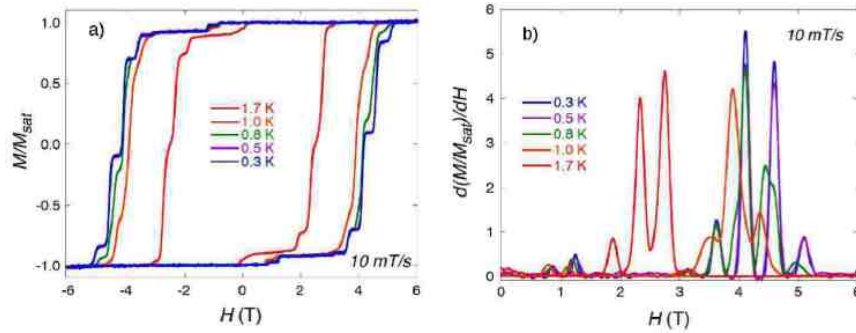 a)
M/Msat
1.0
0.5
0.0
-0.5
-1.0
1.7 K
1.0 K
0.8 K
0.5 K
0.3 K
10 mT/s
-6 -4 -2 0 2 4 6
H (T)
b)
10 mT/s
d(M/Msat)/dH
6
5
4
3
2
1
0
0.3 K
0.5 K
0.8 K
1.0 K
1.7 K
0 1 2 3 4 5 6
H (T)